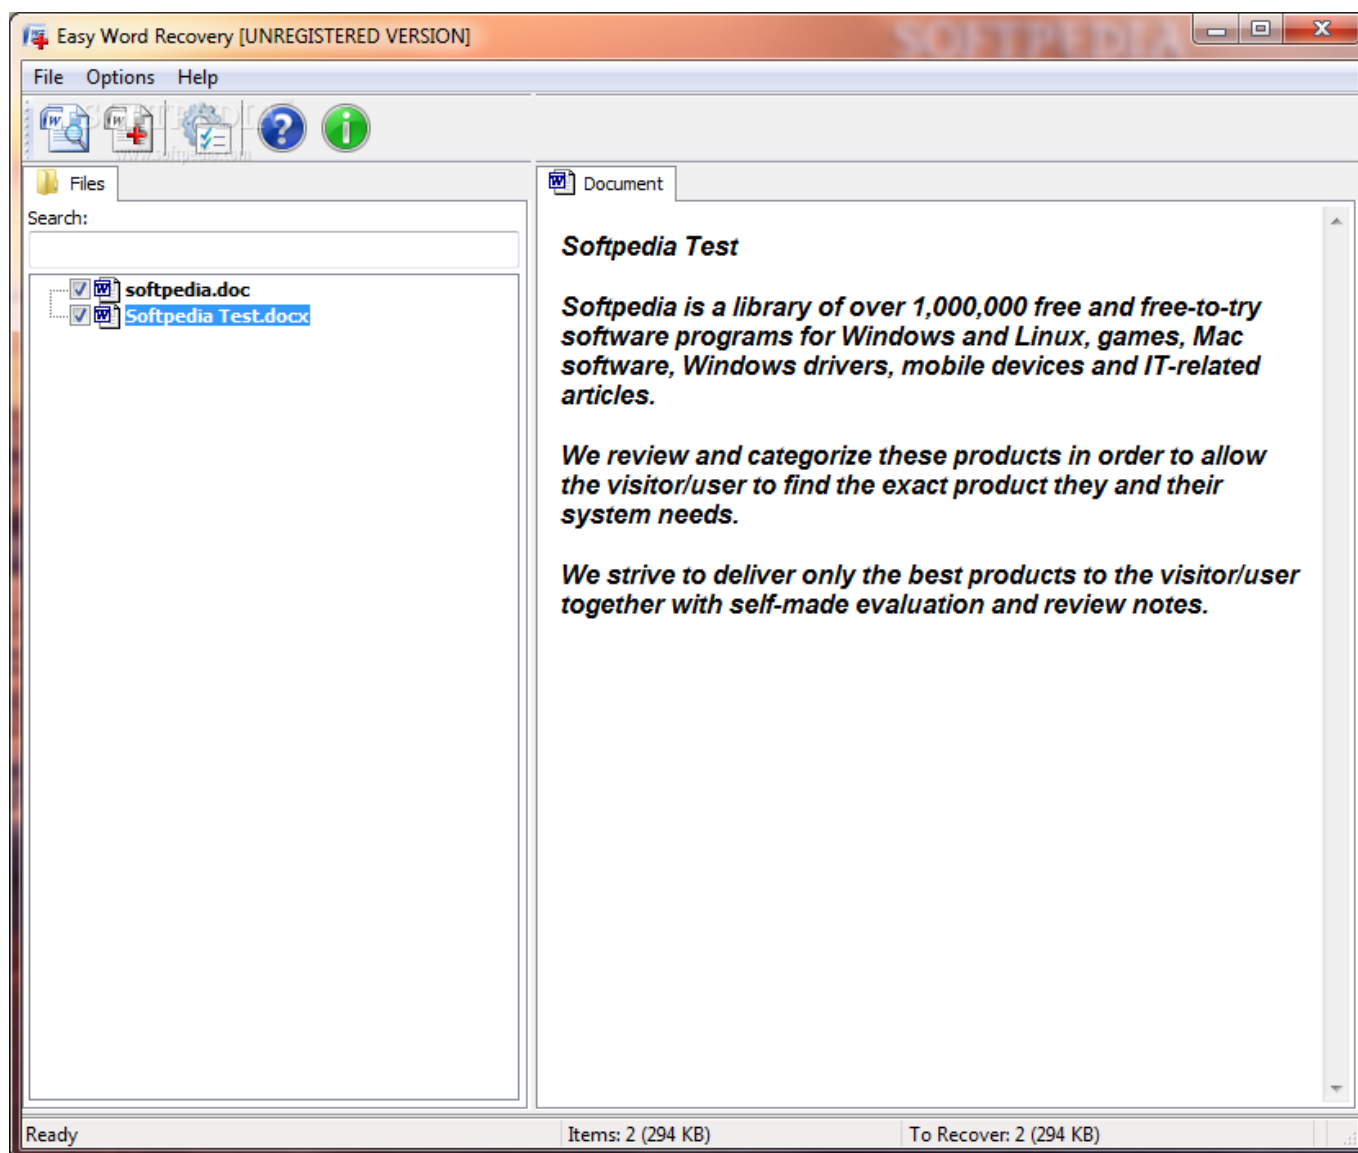 SOFTPEDIA
Easy Word Recovery [UNREGISTERED VERSION]
File Options Help
SOFTPEDIA
www.softpedia.com
Files
Search:
softpedia.doc
Softpedia Test.docx
Document
Softpedia Test
Softpedia is a library of over 1,000,000 free and free-to-try
software programs for Windows and Linux, games, Mac
software, Windows drivers, mobile devices and IT-related
articles.
We review and categorize these products in order to allow
the visitor/user to find the exact product they and their
system needs.
We strive to deliver only the best products to the visitor/user
together with self-made evaluation and review notes.
Ready
Items: 2 (294 KB)
To Recover: 2 (294 KB)